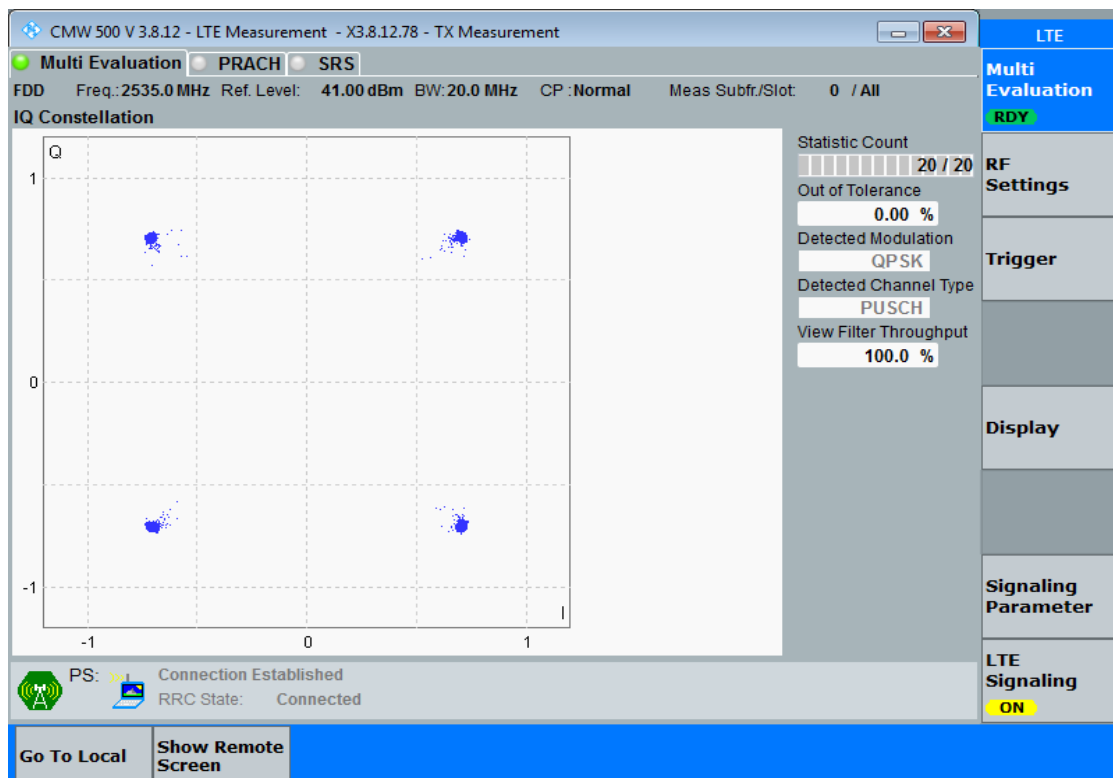 CMW 500 V 3.8.12 - LTE Measurement - X3.8.12.78 - TX Measurement
LTE
Multi Evaluation PRACH SRS
Multi
Evaluation
RDY
FDD Freq.: 2535.0 MHz Ref. Level: 41.00 dBm BW: 20.0 MHz CP : Normal Meas Subfr./Slot: 0 / All
IQ Constellation
Q
1
0
-1
I
-1 0 1
Statistic Count
20 / 20
Out of Tolerance
0.00 %
Detected Modulation
QPSK
Detected Channel Type
PUSCH
View Filter Throughput
100.0 %
RF
Settings
Trigger
Display
Signaling
Parameter
LTE
Signaling
ON
PS: Connection Established
RRC State: Connected
Go To Local
Show Remote
Screen